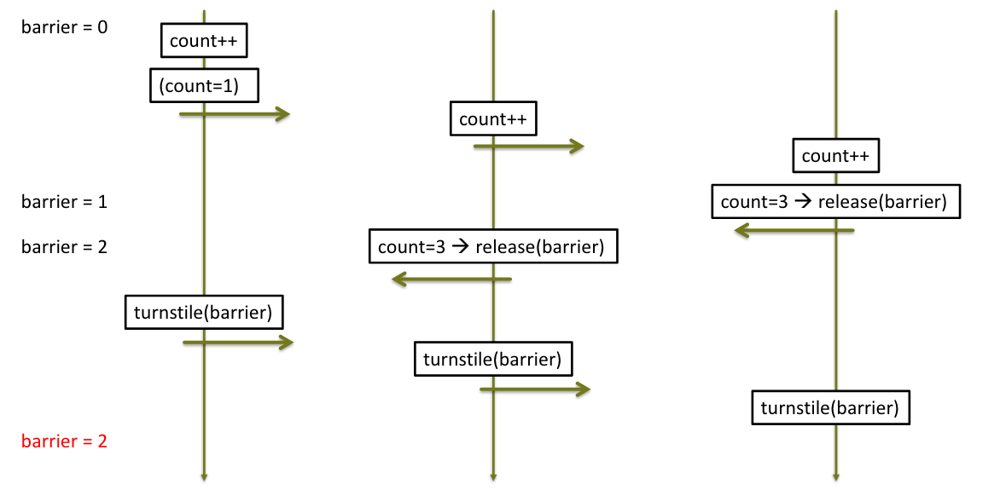 barrier = 0
count++
(count=1)
count++
count++
barrier = 1
count=3 → release(barrier)
barrier = 2
count=3 → release(barrier)
turnstile(barrier)
turnstile(barrier)
turnstile(barrier)
barrier = 2